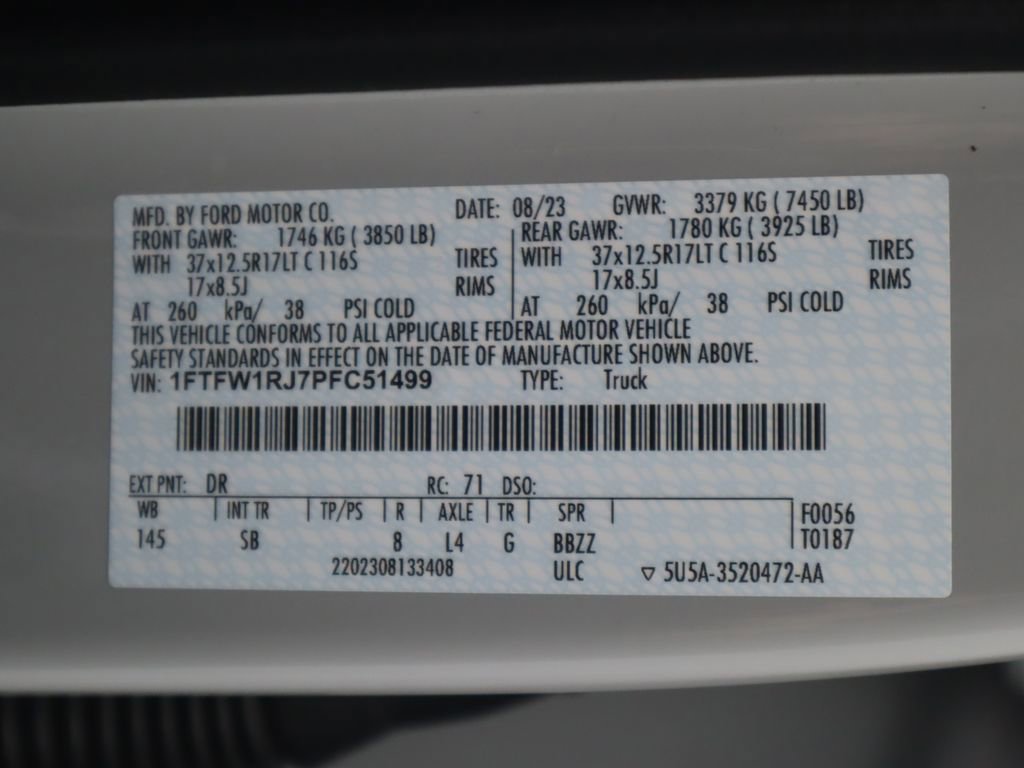 MFD. BY FORD MOTOR CO. DATE: 08/23 GVWR: 3379 KG ( 7450 LB)
FRONT GAWR: 1746 KG ( 3850 LB) REAR GAWR: 1780 KG ( 3925 LB)
WITH 37x12.5R17LT C 116S TIRES WITH 37x12.5R17LT C 116S TIRES
17x8.5J RIMS 17x8.5J RIMS
AT 260 kPa/ 38 PSI COLD AT 260 kPa/ 38 PSI COLD
THIS VEHICLE CONFORMS TO ALL APPLICABLE FEDERAL MOTOR VEHICLE
SAFETY STANDARDS IN EFFECT ON THE DATE OF MANUFACTURE SHOWN ABOVE.
VIN: 1FTFW1RJ7PFC51499 TYPE: Truck
EXT PNT: DR RC: 71 DSO:
WB INT TR TP/PS R AXLE TR SPR F0056
145 SB 8 L4 G BBZZ T0187
2202308133408 ULC ▽ 5U5A-3520472-AA